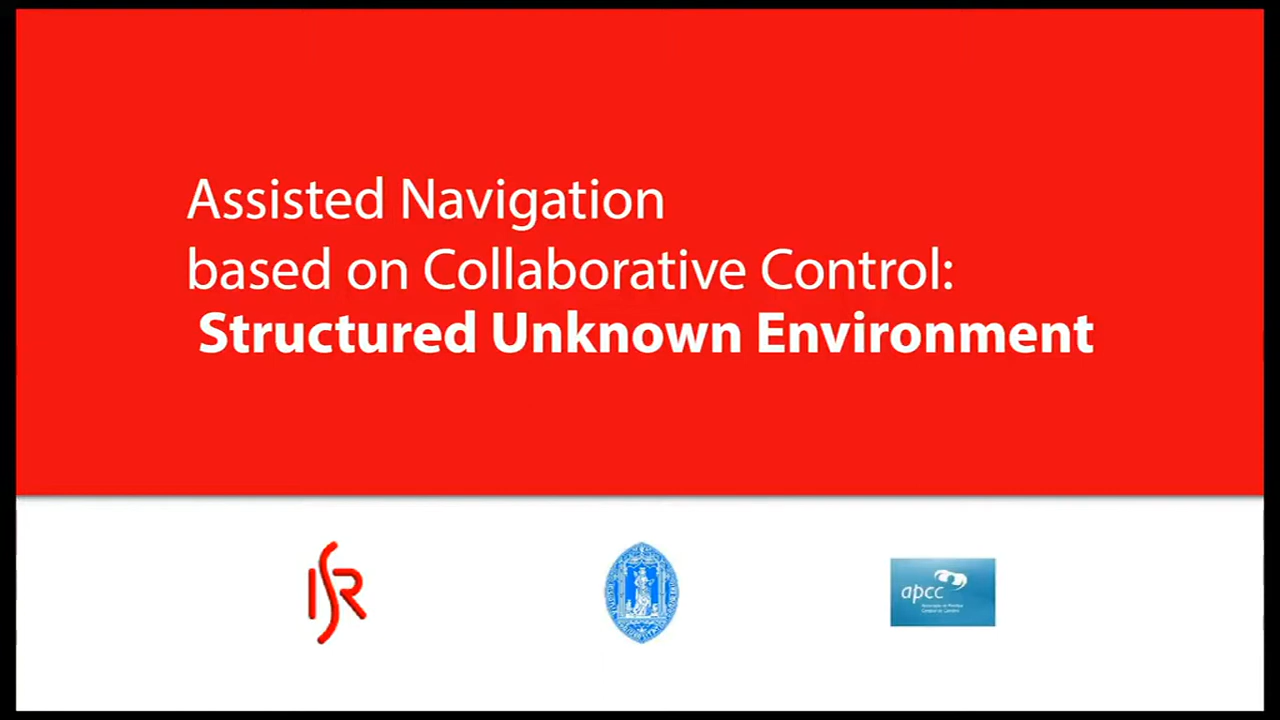 Assisted Navigation
based on Collaborative Control:
Structured Unknown Environment
ISR
apcc